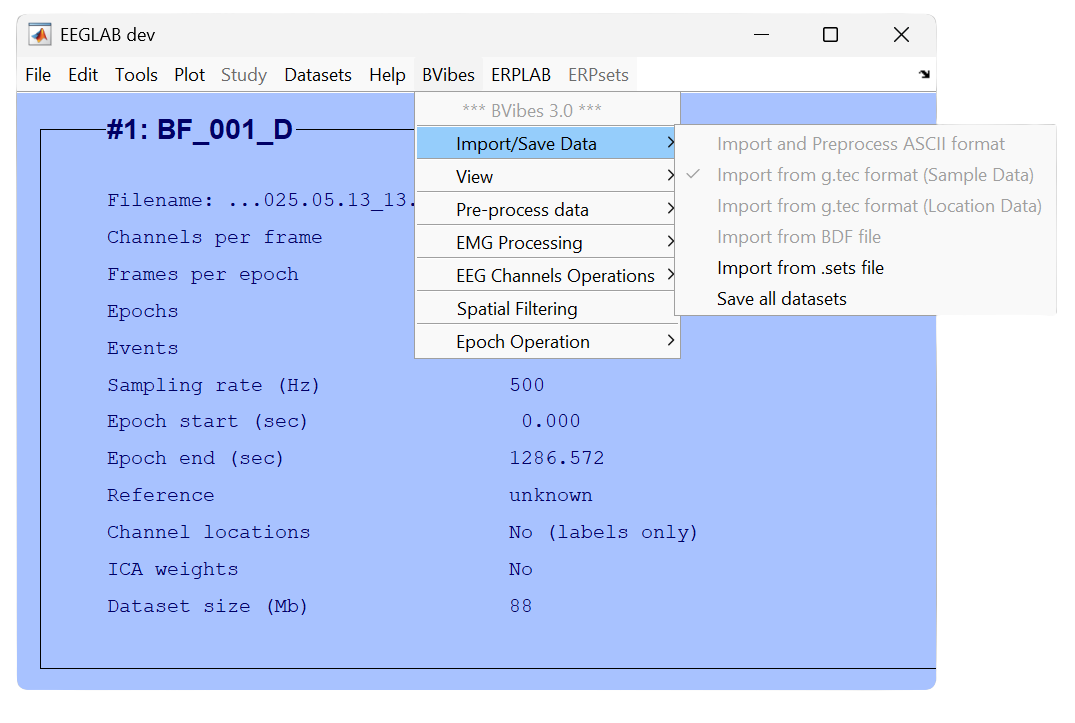 EEGLAB dev
File Edit Tools Plot Study Datasets Help BVibes ERPLAB ERPsets
*** BVibes 3.0 ***
Import/Save Data
View
Pre-process data
EMG Processing
EEG Channels Operations
Spatial Filtering
Epoch Operation
Import and Preprocess ASCII format
Import from g.tec format (Sample Data)
Import from g.tec format (Location Data)
Import from BDF file
Import from .sets file
Save all datasets
#1: BF_001_D
Filename: ...025.05.13_13.
Channels per frame
Frames per epoch
Epochs
Events
Sampling rate (Hz) 500
Epoch start (sec) 0.000
Epoch end (sec) 1286.572
Reference unknown
Channel locations No (labels only)
ICA weights No
Dataset size (Mb) 88